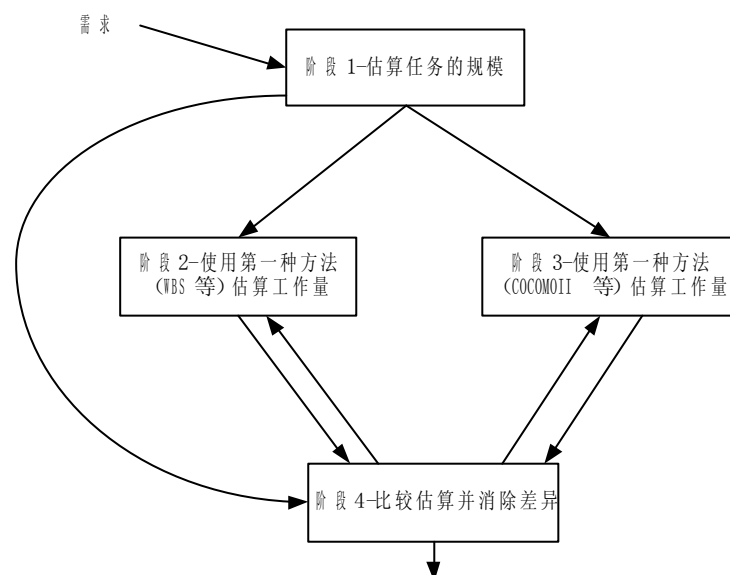 需求
阶段 1-估算任务的规模
阶段 2-使用第一种方法
(WBS 等)估算工作量
阶段 3-使用第一种方法
(COCOMOII 等)估算工作量
阶段 4-比较估算并消除差异